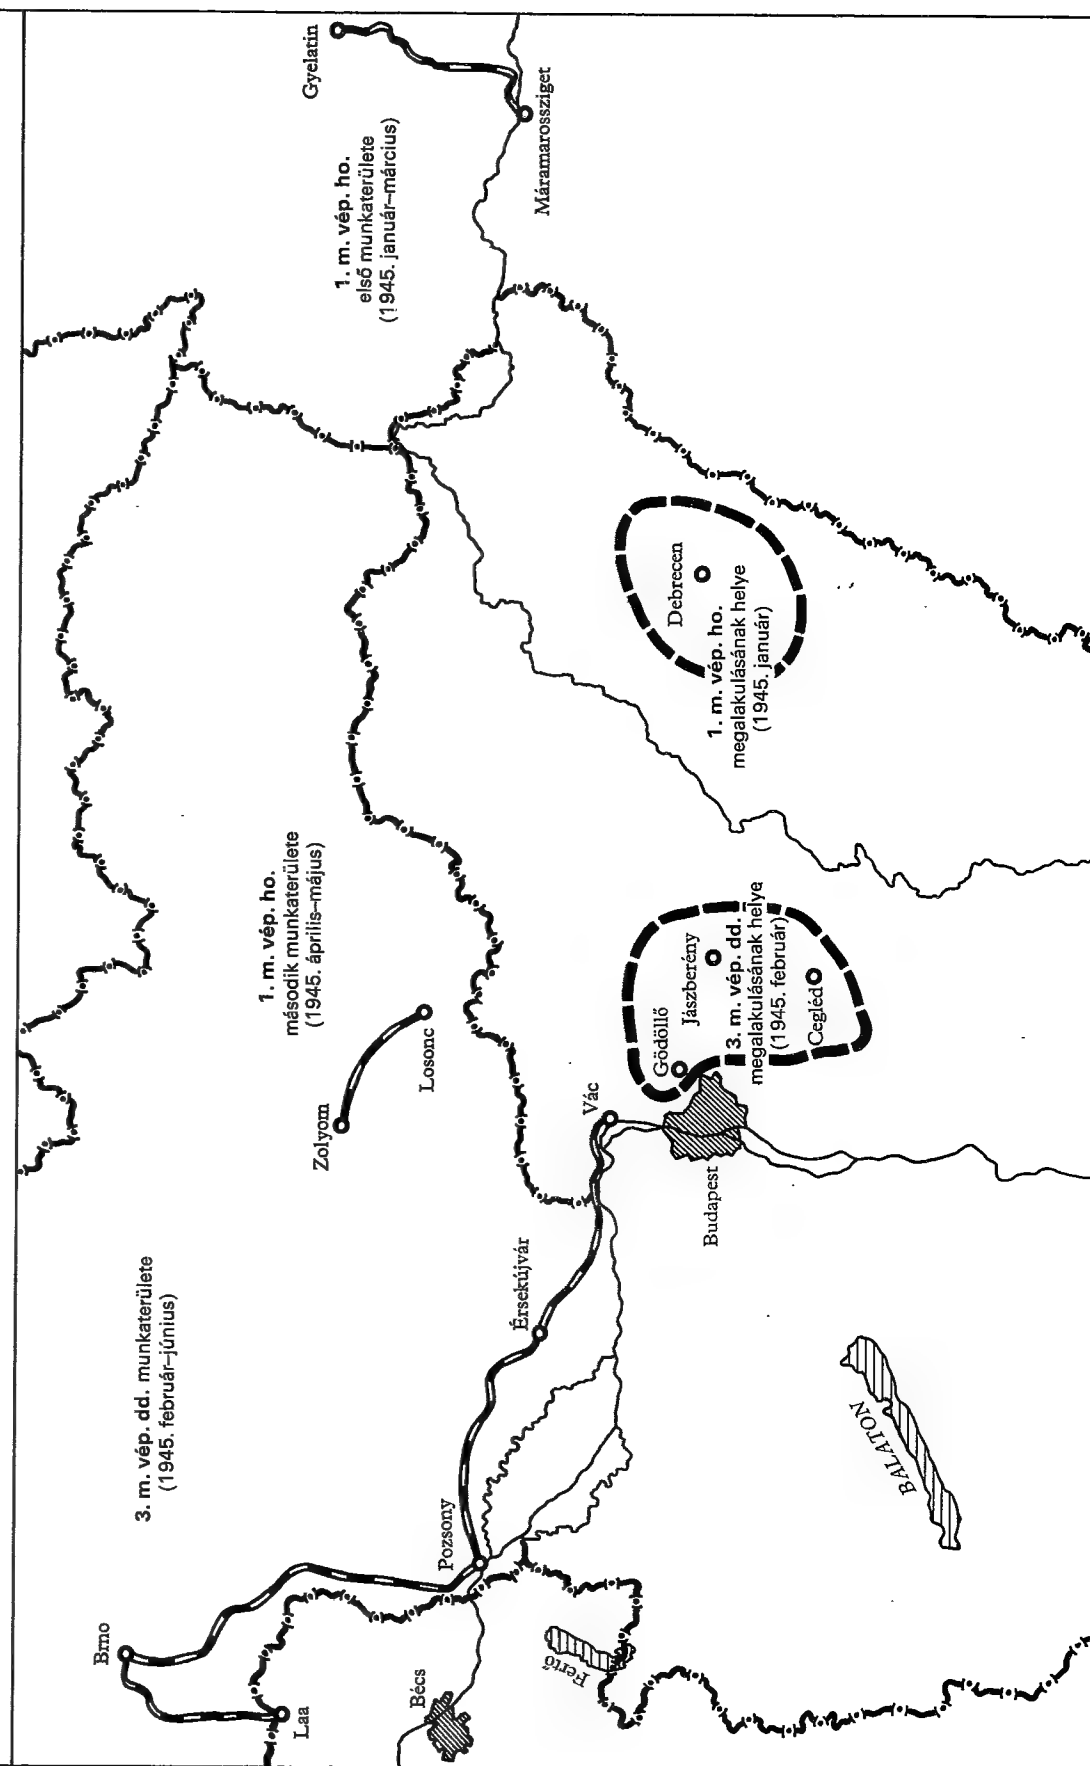 Brno
Laa
Bécs
Fertő
3. m. vép. dd. munkaterülete
(1945. február–június)
Pozsony
Érsekújvár
BALATON
Zolyom
Losonc
1. m. vép. ho.
második munkaterülete
(1945. április–május)
Vác
Budapest
Gödöllő
Jászberény
3. m. vép. dd.
megalakulásának helye
(1945. február)
Cegléd
Debrecen
1. m. vép. ho.
megalakulásának helye
(1945. január)
1. m. vép. ho.
első munkaterülete
(1945. január–március)
Gyelatin
Máramarossziget